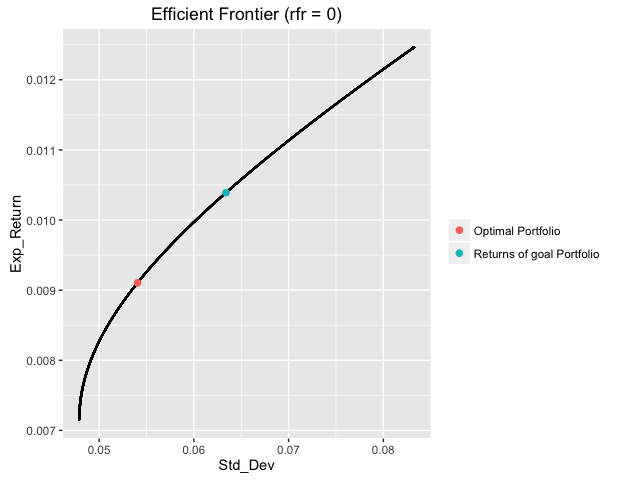 Efficient Frontier (rfr = 0)
Exp_Return
0.012
0.011
0.010
0.009
0.008
0.007
0.05 0.06 0.07 0.08
Std_Dev
Optimal Portfolio
Returns of goal Portfolio